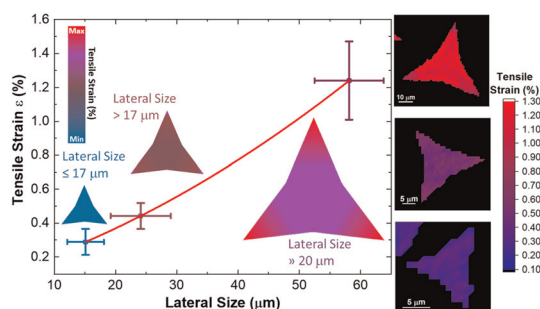 1.6
1.4
1.2
1.0
0.8
0.6
0.4
0.2
Tensile Strain ε (%)
Max
Min
Tensile Strain (%)
Lateral Size
> 17 μm
Lateral Size
≤ 17 μm
Lateral Size
» 20 μm
10 20 30 40 50 60
Lateral Size (μm)
10 μm
5 μm
5 μm
Tensile
Strain (%)
1.30
1.20
1.10
1.00
0.90
0.80
0.70
0.60
0.50
0.40
0.30
0.20
0.10